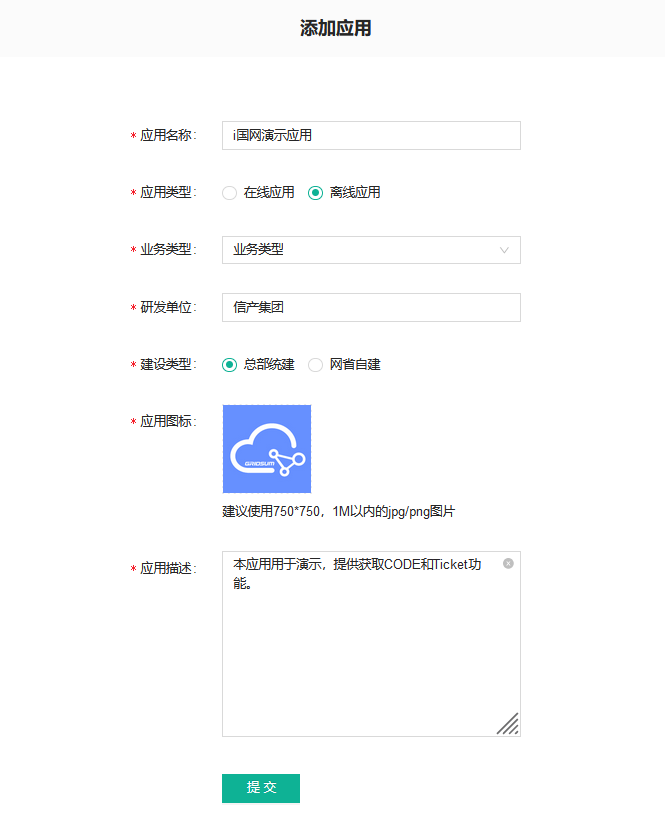 添加应用
* 应用名称: i国网演示应用
* 应用类型: 在线应用 离线应用
* 业务类型: 业务类型
* 研发单位: 信产集团
* 建设类型: 总部统建 网省自建
* 应用图标:
GRIDSUM
建议使用750*750，1M以内的jpg/png图片
* 应用描述: 本应用用于演示，提供获取CODE和Ticket功
能。
提 交